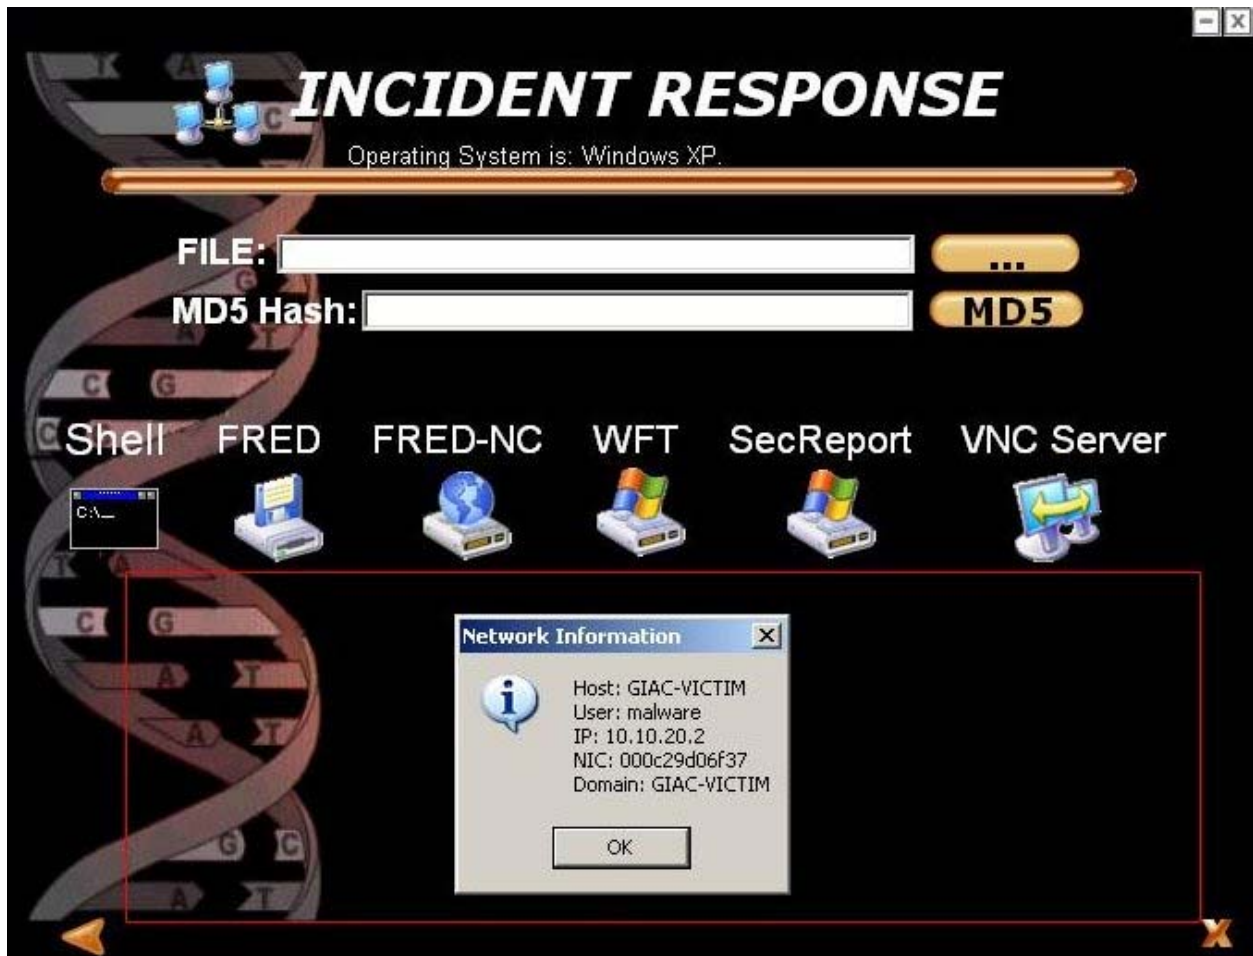 INCIDENT RESPONSE
Operating System is: Windows XP.
FILE:
...
MD5 Hash:
MD5
Shell FRED FRED-NC WFT SecReport VNC Server
C:\_
Network Information
Host: GIAC-VICTIM
User: malware
IP: 10.10.20.2
NIC: 000c29d06f37
Domain: GIAC-VICTIM
OK
T A
C
G
A T
C G
C
T A
C G
A T
A T
G C
A T